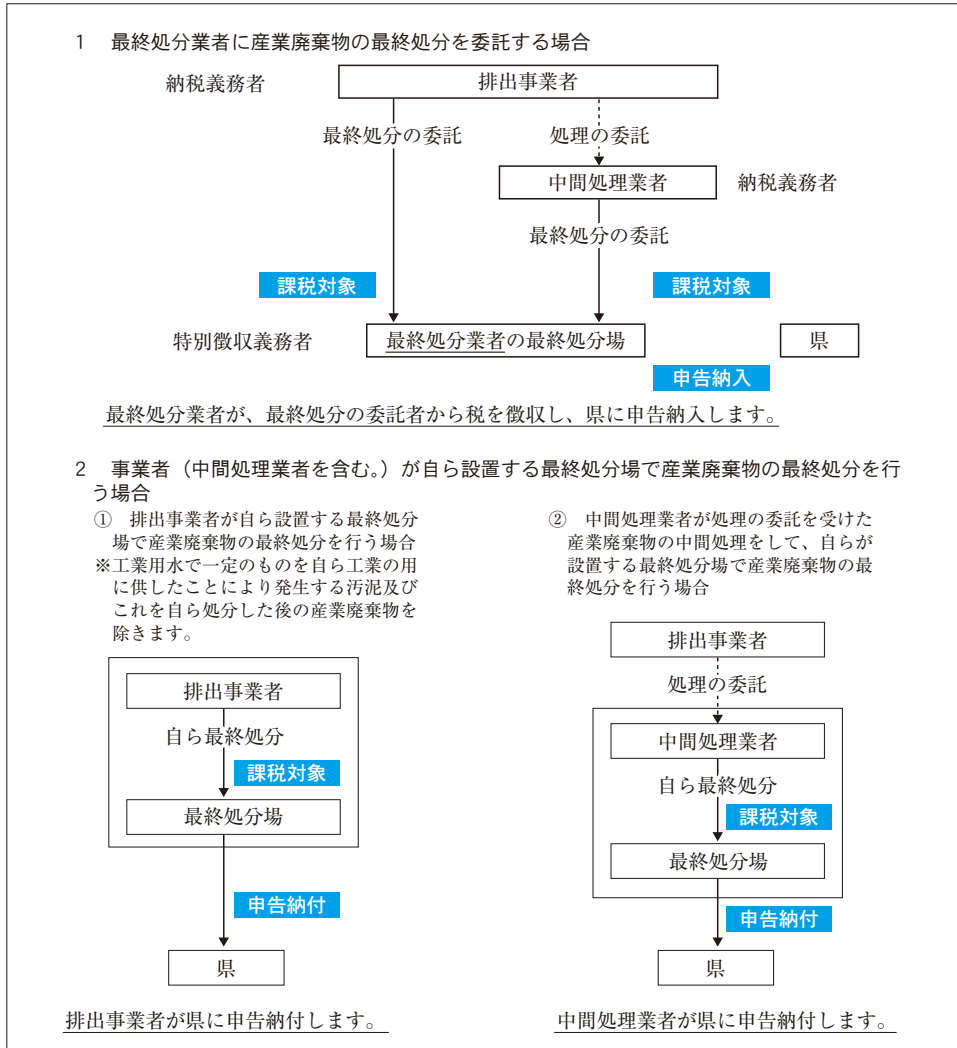 1　最終処分業者に産業廃棄物の最終処分を委託する場合
納税義務者
排出事業者
最終処分の委託
処理の委託
中間処理業者
納税義務者
最終処分の委託
課税対象
課税対象
特別徴収義務者
最終処分業者の最終処分場
県
申告納入
最終処分業者が、最終処分の委託者から税を徴収し、県に申告納入します。
2　事業者（中間処理業者を含む。）が自ら設置する最終処分場で産業廃棄物の最終処分を行
う場合
①　排出事業者が自ら設置する最終処分
場で産業廃棄物の最終処分を行う場合
※工業用水で一定のものを自ら工業の用
に供したことにより発生する汚泥及び
これを自ら処分した後の産業廃棄物を
除きます。
排出事業者
自ら最終処分
課税対象
最終処分場
申告納付
県
排出事業者が県に申告納付します。
②　中間処理業者が処理の委託を受けた
産業廃棄物の中間処理をして、自らが
設置する最終処分場で産業廃棄物の最
終処分を行う場合
排出事業者
処理の委託
中間処理業者
自ら最終処分
課税対象
最終処分場
申告納付
県
中間処理業者が県に申告納付します。